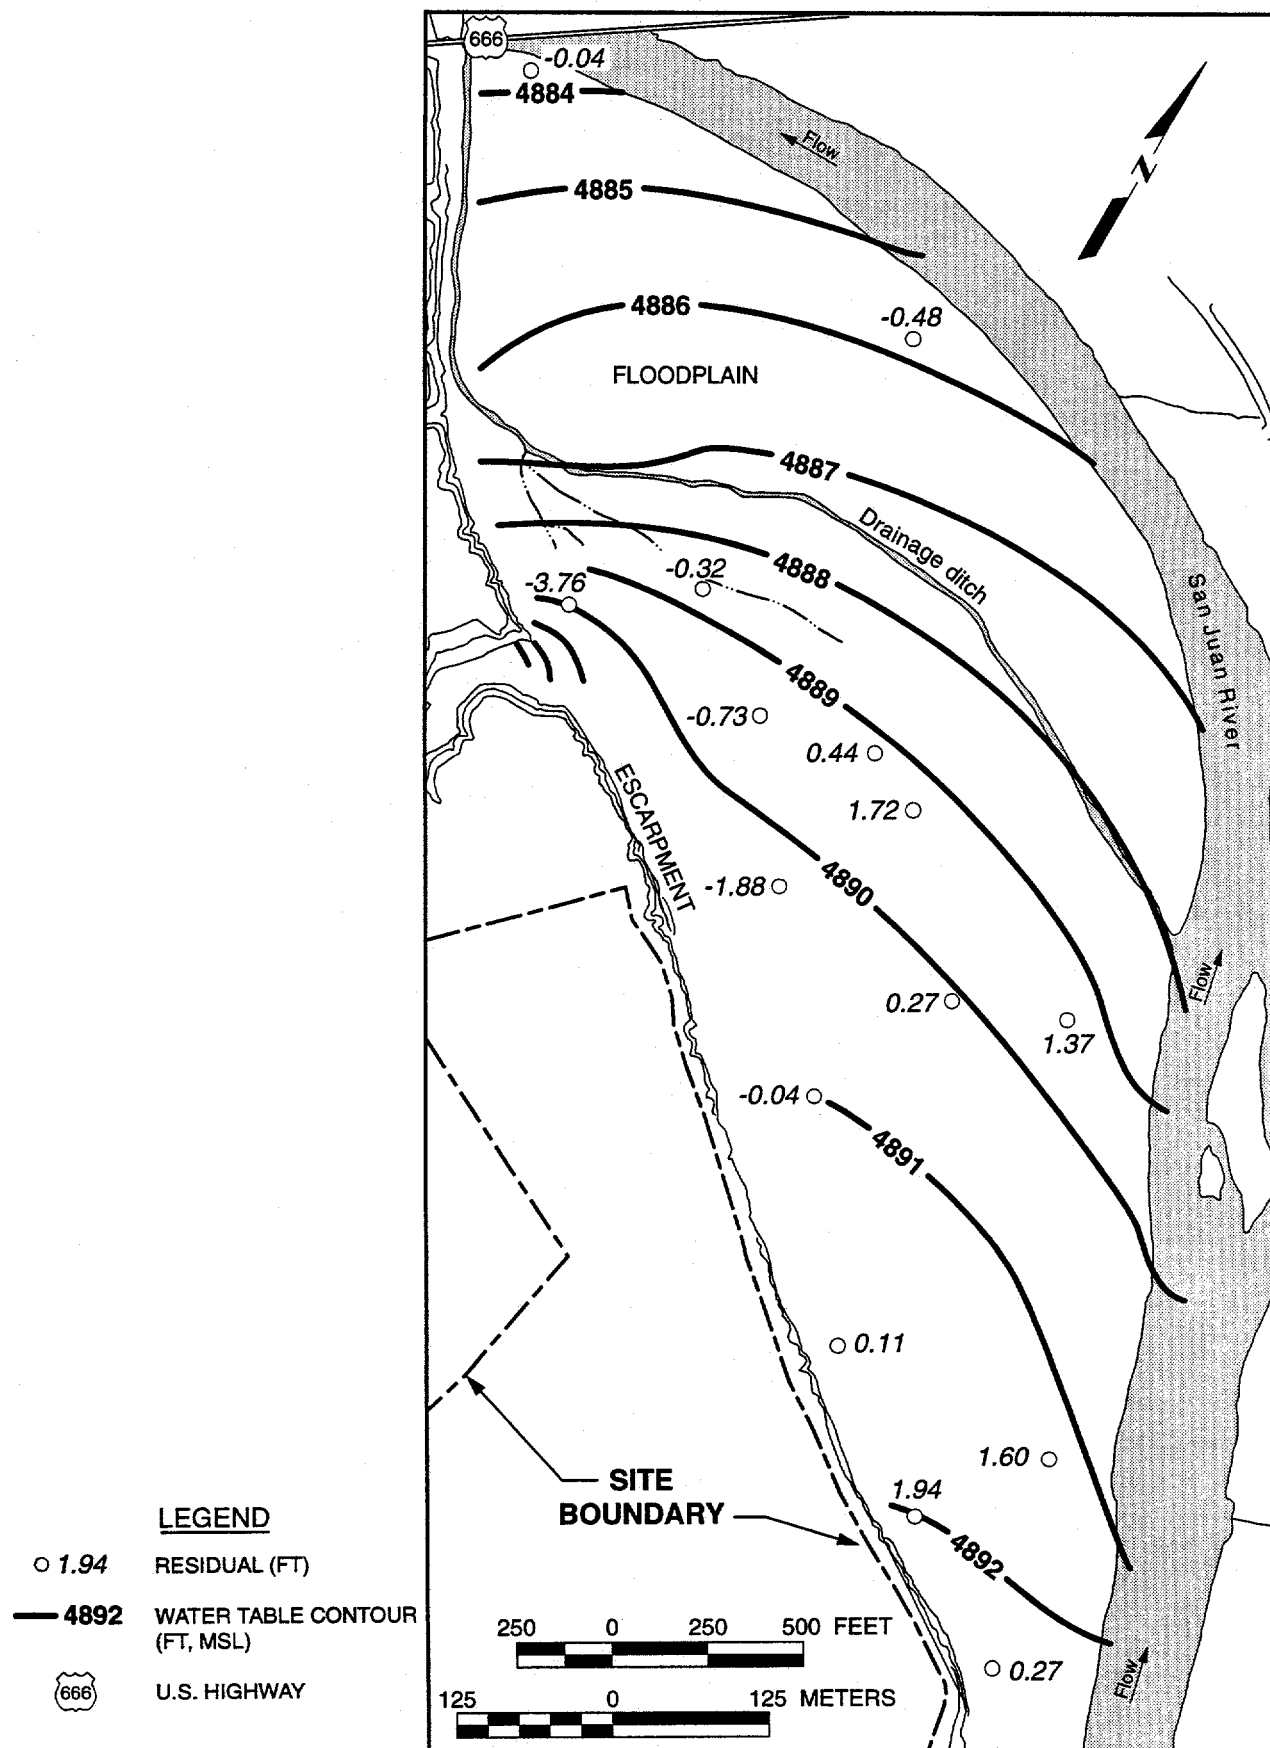 666
-0.04
4884
Flow
N
4885
4886
-0.48
FLOODPLAIN
4887
Drainage ditch
4888
-0.32
-3.76
San Juan River
4889
-0.73
0.44
ESCARPMENT
1.72
4890
-1.88
Flow
0.27
1.37
-0.04
4891
0.11
1.60
SITE
BOUNDARY
1.94
4892
0.27
Flow
LEGEND
1.94 RESIDUAL (FT)
4892 WATER TABLE CONTOUR
(FT, MSL)
666 U.S. HIGHWAY
250 0 250 500 FEET
125 0 125 METERS